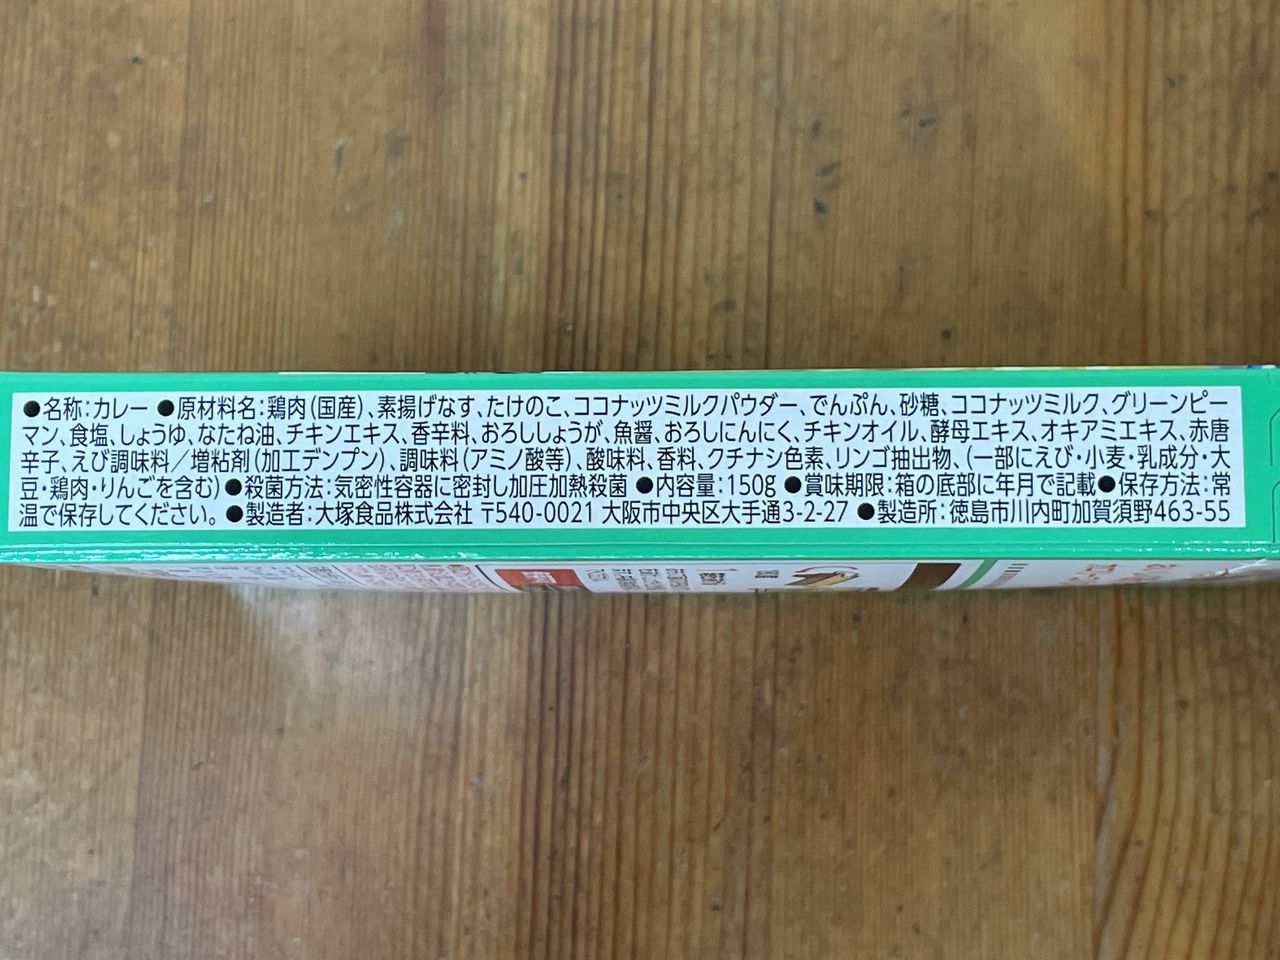 ●名称:カレー ●原材料名:鶏肉(国産)、素揚げなす、たけのこ、ココナッツミルクパウダー、でんぷん、砂糖、ココナッツミルク、グリーンピー
マン、食塩、しょうゆ、なたね油、チキンエキス、香辛料、おろししょうが、魚醤、おろしにんにく、チキンオイル、酵母エキス、オキアミエキス、赤唐
辛子、えび調味料／増粘剤(加工デンプン)、調味料(アミノ酸等)、酸味料、香料、クチナシ色素、リンゴ抽出物、(一部にえび・小麦・乳成分・大
豆・鶏肉・りんごを含む)●殺菌方法:気密性容器に密封し加圧加熱殺菌 ●内容量:150g ●賞味期限:箱の底部に年月で記載●保存方法:常
温で保存してください。●製造者:大塚食品株式会社 〒540-0021 大阪市中央区大手通3-2-27 ●製造所:徳島市川内町加賀須野463-55